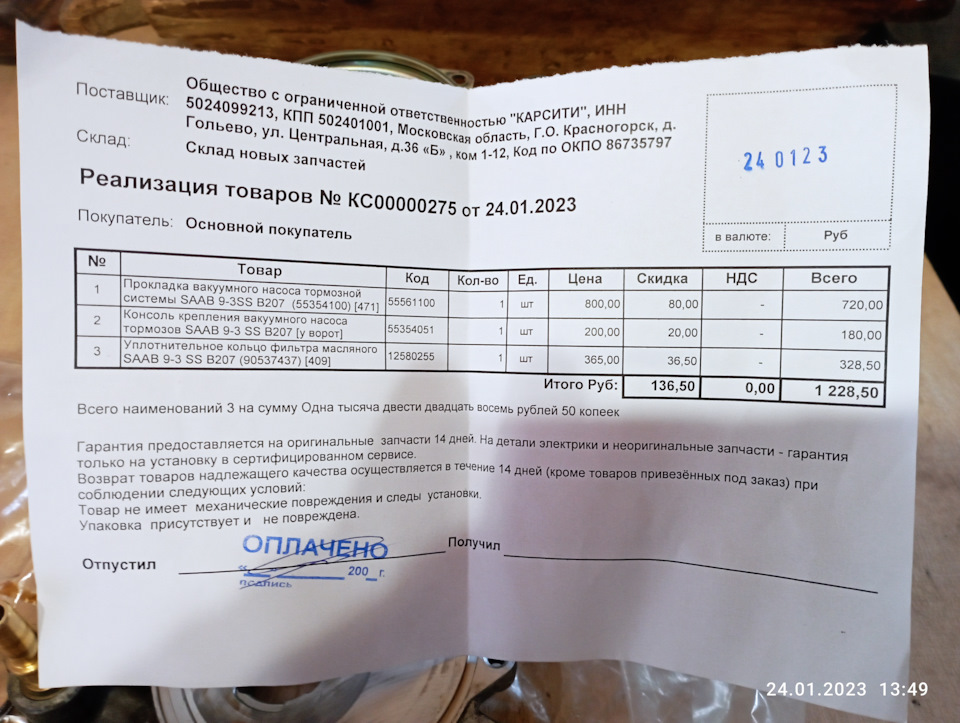 Поставщик: Общество с ограниченной ответственностью "КАРСИТИ", ИНН
5024099213, КПП 502401001, Московская область, Г.О. Красногорск, д.
Гольево, ул. Центральная, д.36 «Б» , ком 1-12, Код по ОКПО 86735797
Склад: Склад новых запчастей
240123
Реализация товаров № КС00000275 от 24.01.2023
Покупатель: Основной покупатель
в валюте: Руб
№ Товар Код Кол-во Ед. Цена Скидка НДС Всего
1 Прокладка вакуумного насоса тормозной
системы SAAB 9-3SS B207 (55354100) [471] 55561100 1 шт 800,00 80,00 - 720,00
2 Консоль крепления вакуумного насоса
тормозов SAAB 9-3 SS B207 [у ворот] 55354051 1 шт 200,00 20,00 - 180,00
3 Уплотнительное кольцо фильтра масляного
SAAB 9-3 SS B207 (90537437) [409] 12580255 1 шт 365,00 36,50 - 328,50
Итого Руб: 136,50 0,00 1 228,50
Всего наименований 3 на сумму Одна тысяча двести двадцать восемь рублей 50 копеек
Гарантия предоставляется на оригинальные запчасти 14 дней. На детали электрики и неоригинальные запчасти - гарантия
только на установку в сертифицированном сервисе.
Возврат товаров надлежащего качества осуществляется в течение 14 дней (кроме товаров привезённых под заказ) при
соблюдении следующих условий:
Товар не имеет механические повреждения и следы установки.
Упаковка присутствует и не повреждена.
Отпустил Получил
ОПЛАЧЕНО
« 200_ г.
подпись
24.01.2023 13:49